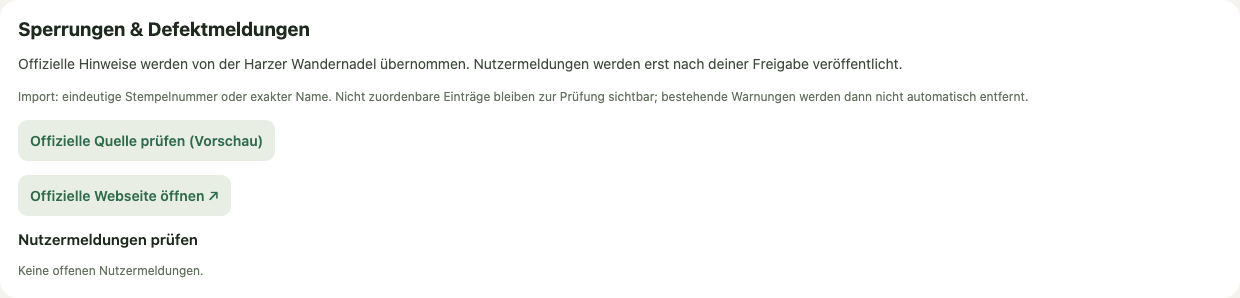 Sperrungen & Defektmeldungen
Offizielle Hinweise werden von der Harzer Wandernadel übernommen. Nutzermeldungen werden erst nach deiner Freigabe veröffentlicht.
Import: eindeutige Stempelnummer oder exakter Name. Nicht zuordenbare Einträge bleiben zur Prüfung sichtbar; bestehende Warnungen werden dann nicht automatisch entfernt.
Offizielle Quelle prüfen (Vorschau)
Offizielle Webseite öffnen ↗
Nutzermeldungen prüfen
Keine offenen Nutzermeldungen.